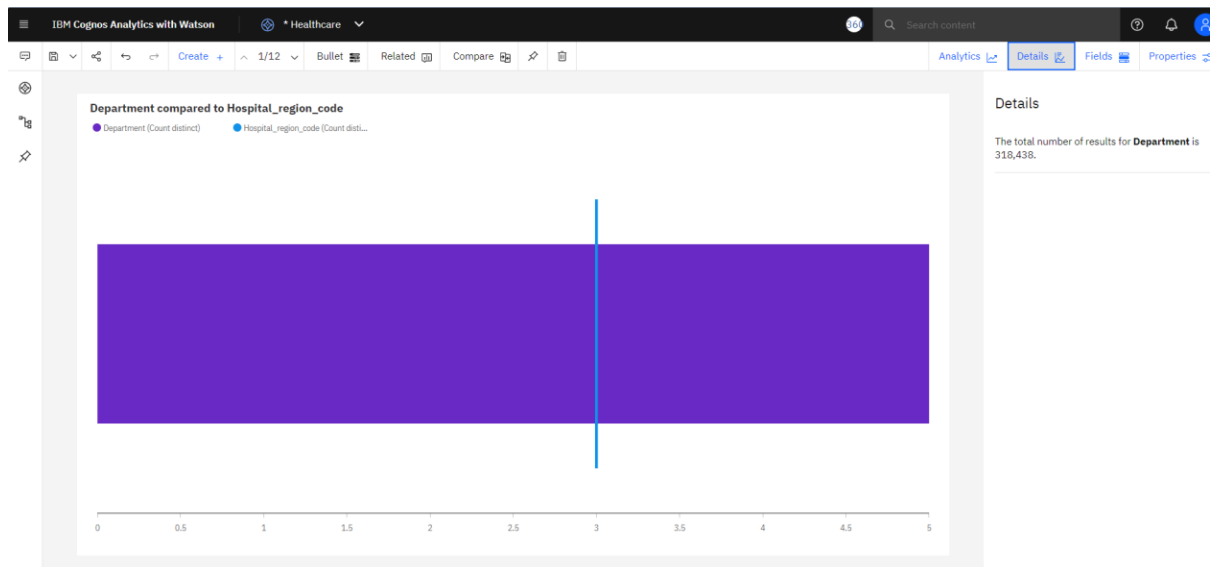 IBM Cognos Analytics with Watson
* Healthcare
360
Search content
Create +
1/12
Bullet
Related
Compare
Analytics
Details
Fields
Properties
Department compared to Hospital_region_code
Department (Count distinct)
Hospital_region_code (Count disti...
0
0.5
1
1.5
2
2.5
3
3.5
4
4.5
5
Details
The total number of results for Department is
318,438.